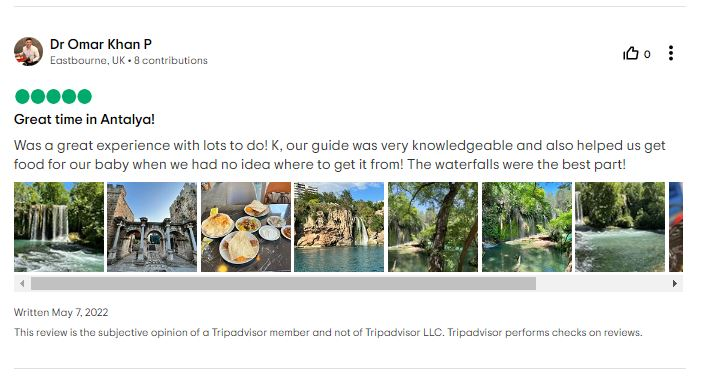 Dr Omar Khan P
Eastbourne, UK • 8 contributions
0
Great time in Antalya!
Was a great experience with lots to do! K, our guide was very knowledgeable and also helped us get
food for our baby when we had no idea where to get it from! The waterfalls were the best part!
Written May 7, 2022
This review is the subjective opinion of a Tripadvisor member and not of Tripadvisor LLC. Tripadvisor performs checks on reviews.